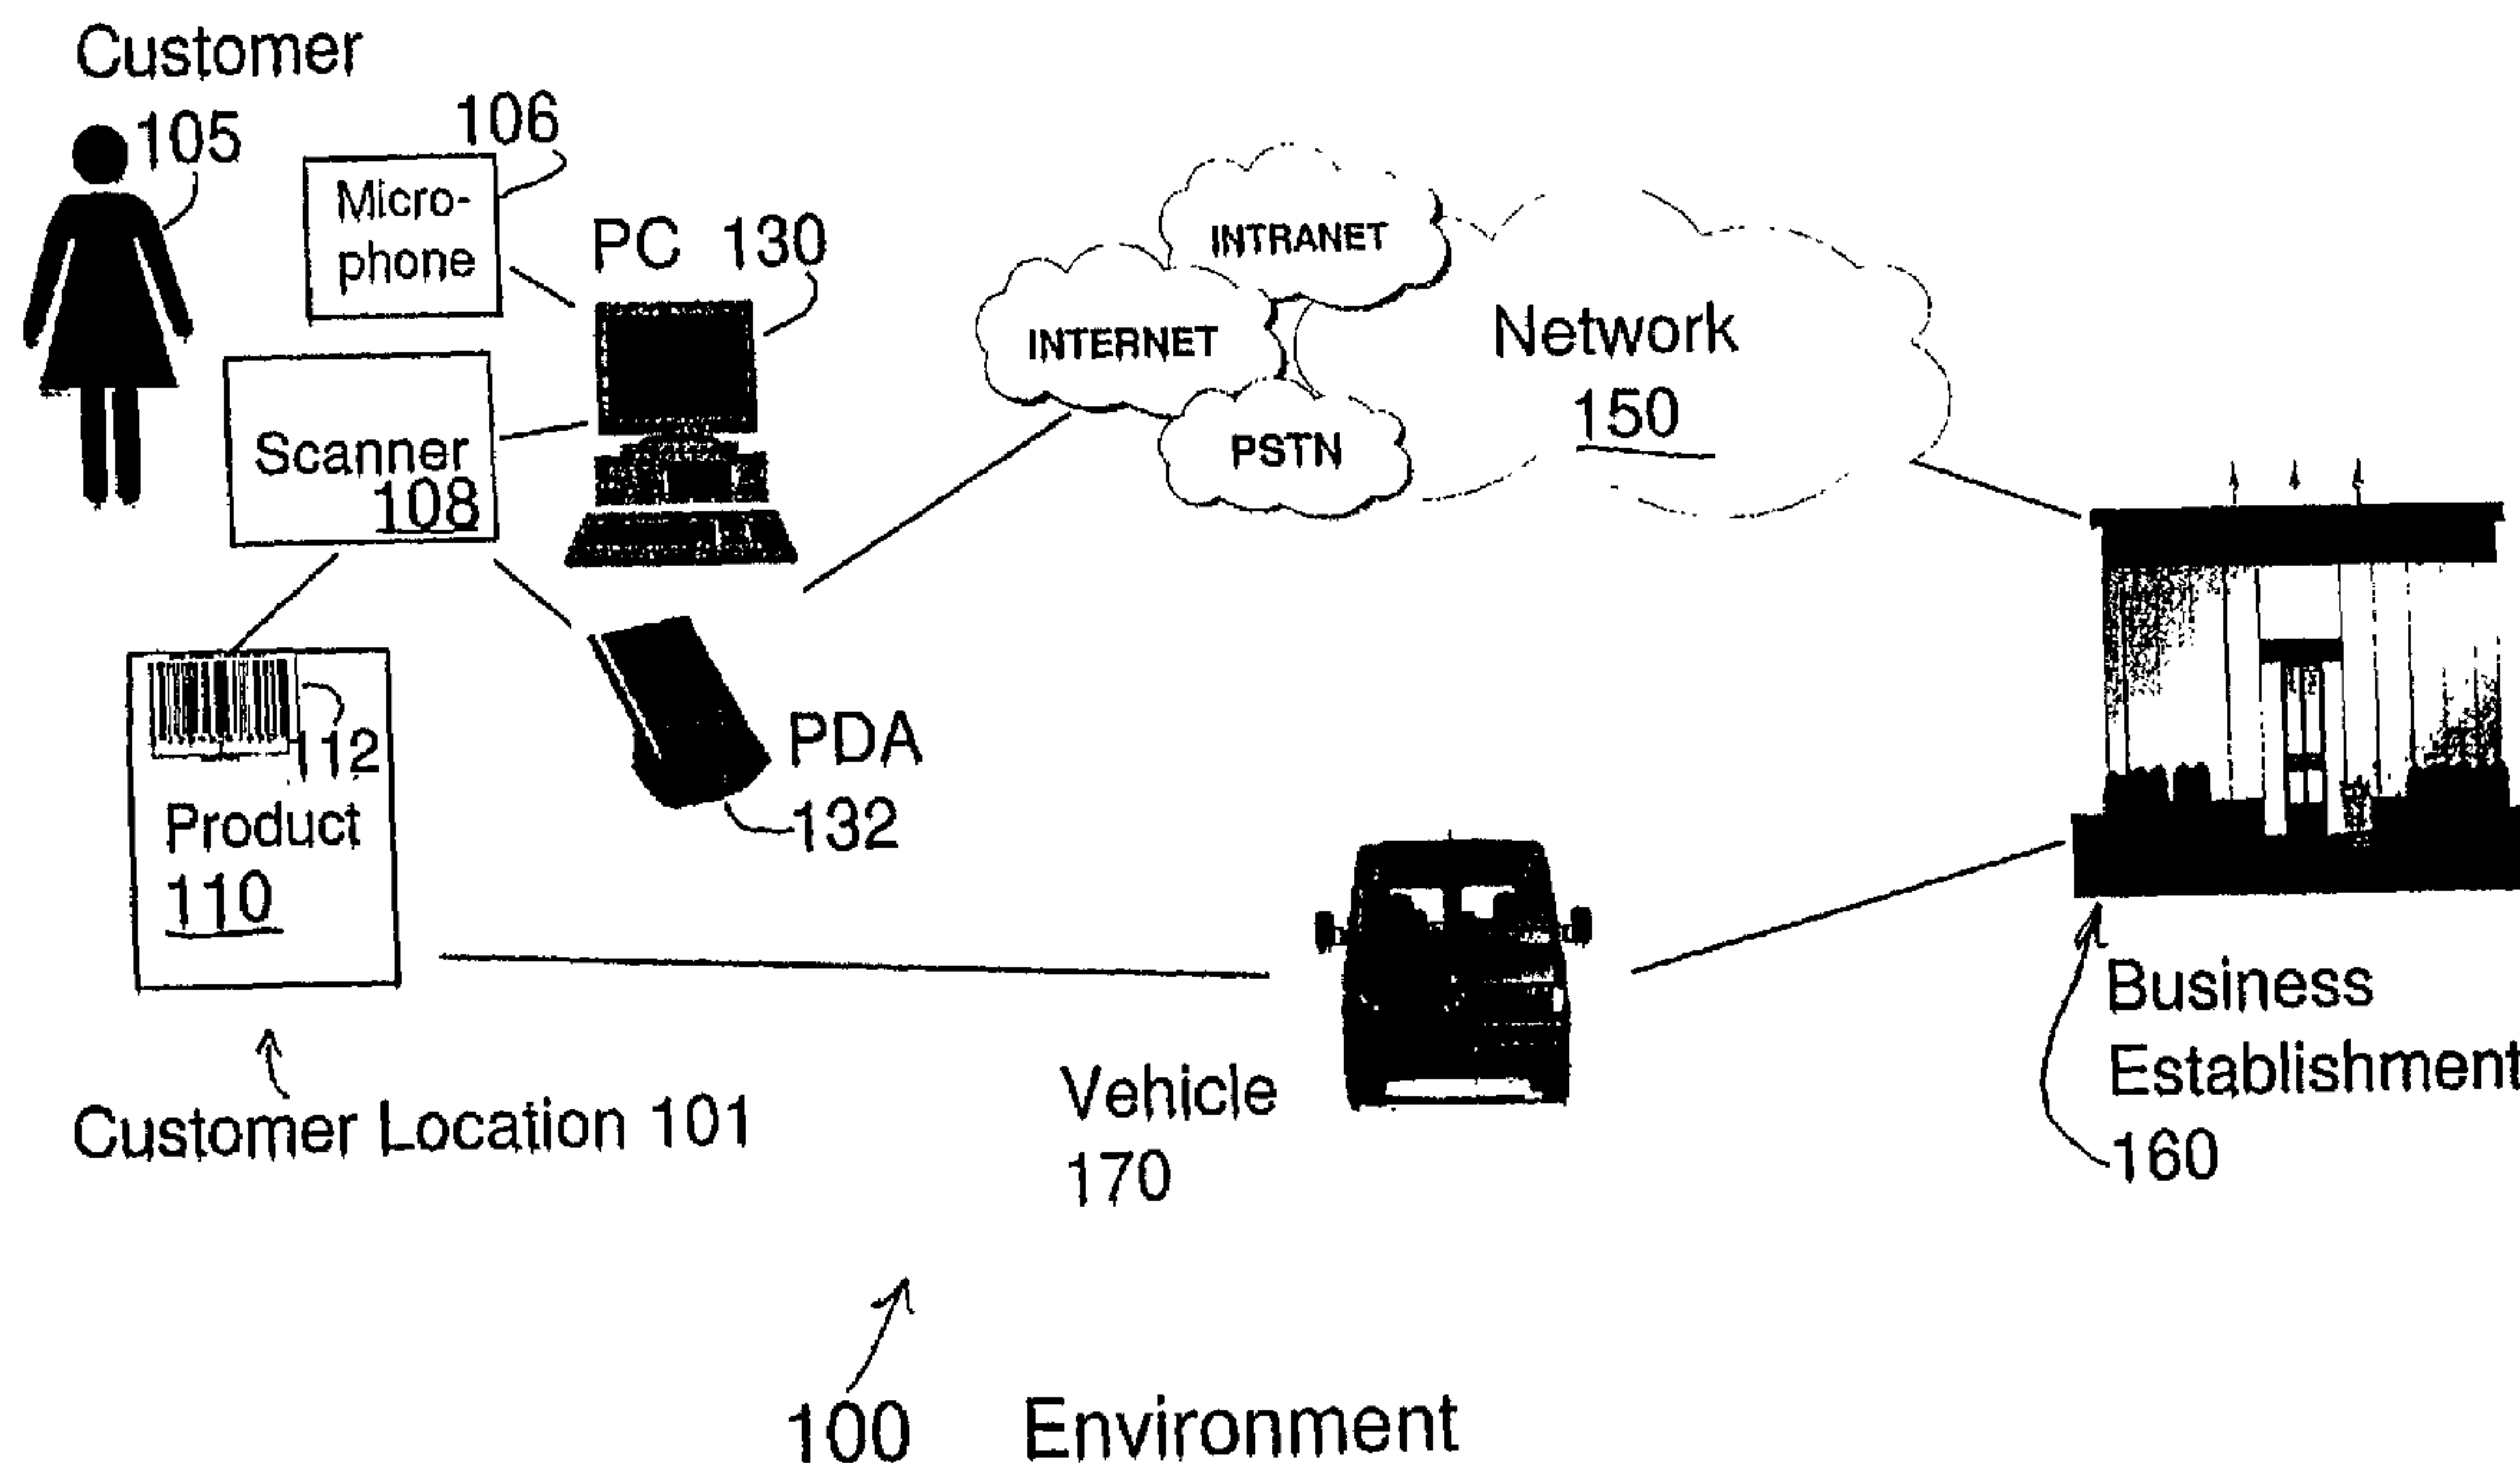 Customer
105
106
Micro-
phone
PC 130
INTRANET
INTERNET
Network
150
PSTN
Scanner
108
112
Product
110
PDA
132
Customer Location 101
Vehicle
170
Business
Establishment
160
100 Environment